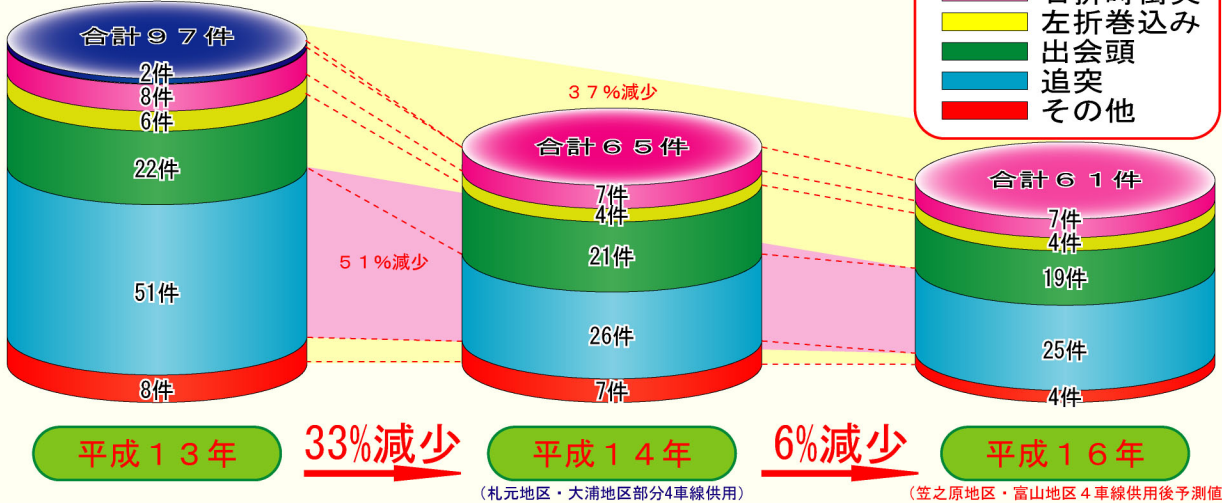 右折時衝突
左折巻込み
出会頭
追突
その他
合計９７件
2件
8件
6件
22件
51件
8件
３７％減少
５１％減少
合計６５件
7件
4件
21件
26件
7件
合計６１件
7件
4件
19件
25件
4件
平成１３年
33%減少
平成１４年
6%減少
平成１６年
（札元地区・大浦地区部分4車線供用）
（笠之原地区・富山地区４車線供用後予測値